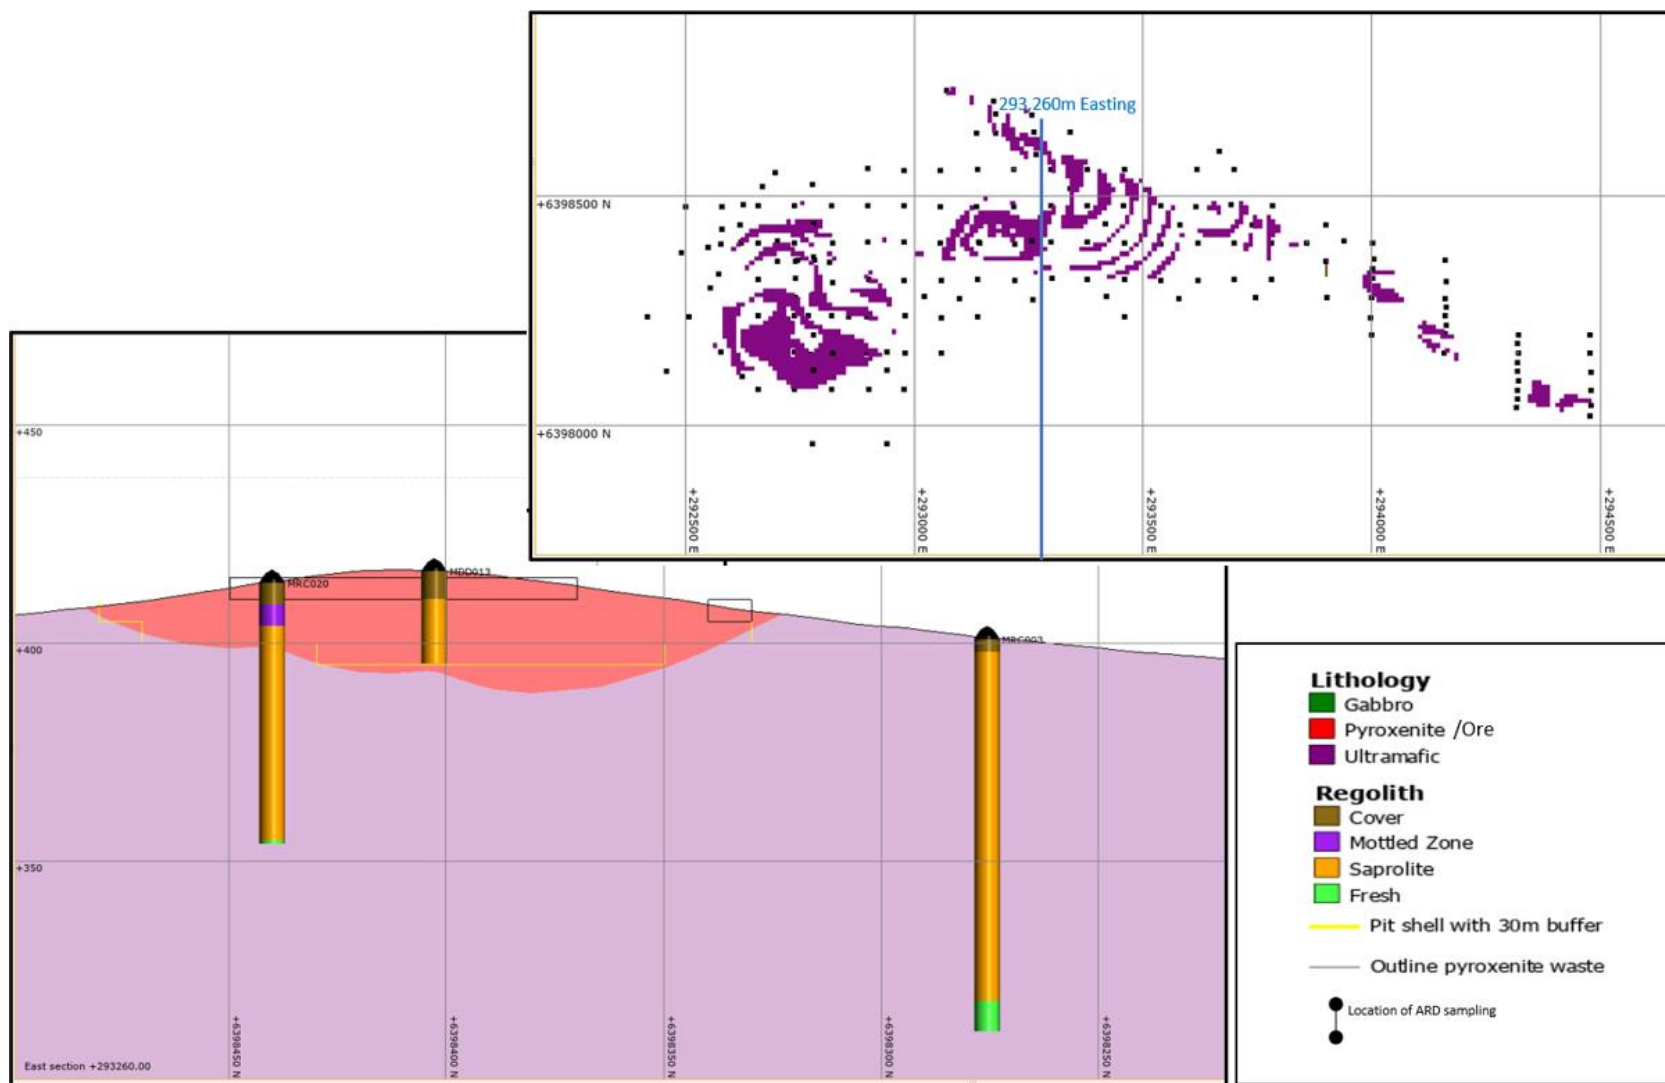 293,260m Easting
+6398500 N
+6398000 N
+292500 E
+293000 E
+293500 E
+294000 E
+294500 E
+450
+400
+350
MRC020
MDD013
MRC003
+6398450 N
+6398400 N
+6398350 N
+6398300 N
+6398250 N
East section +293260.00
Lithology
Gabbro
Pyroxenite /Ore
Ultramafic
Regolith
Cover
Mottled Zone
Saprolite
Fresh
Pit shell with 30m buffer
Outline pyroxenite waste
Location of ARD sampling